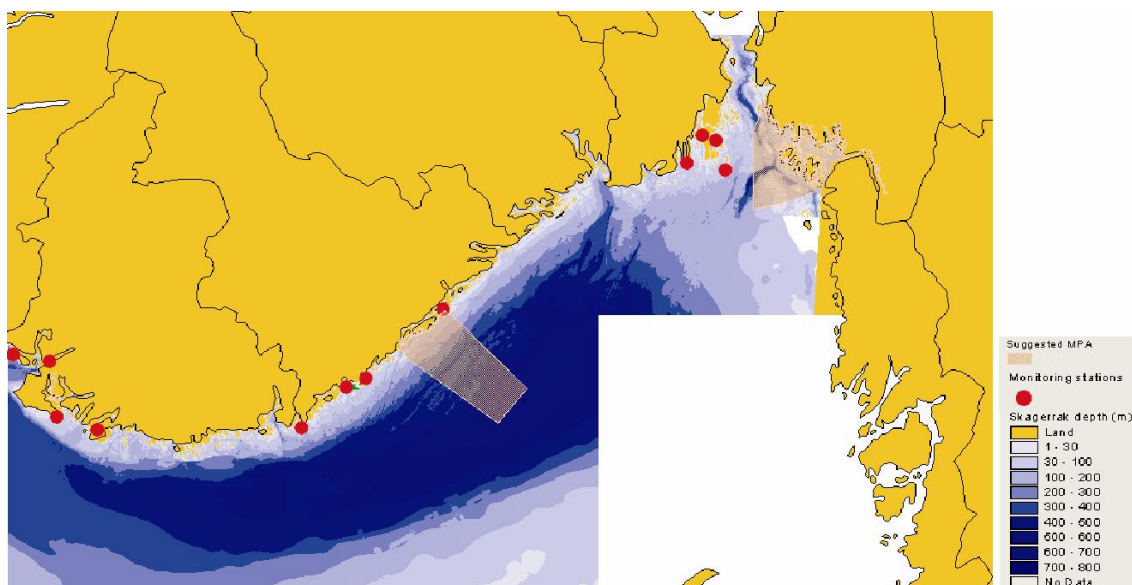 Suggested MPA
Monitoring stations
Skagerrak depth (m)
Land
1 - 30
30 - 100
100 - 200
200 - 300
300 - 400
400 - 500
500 - 600
600 - 700
700 - 800
No Data